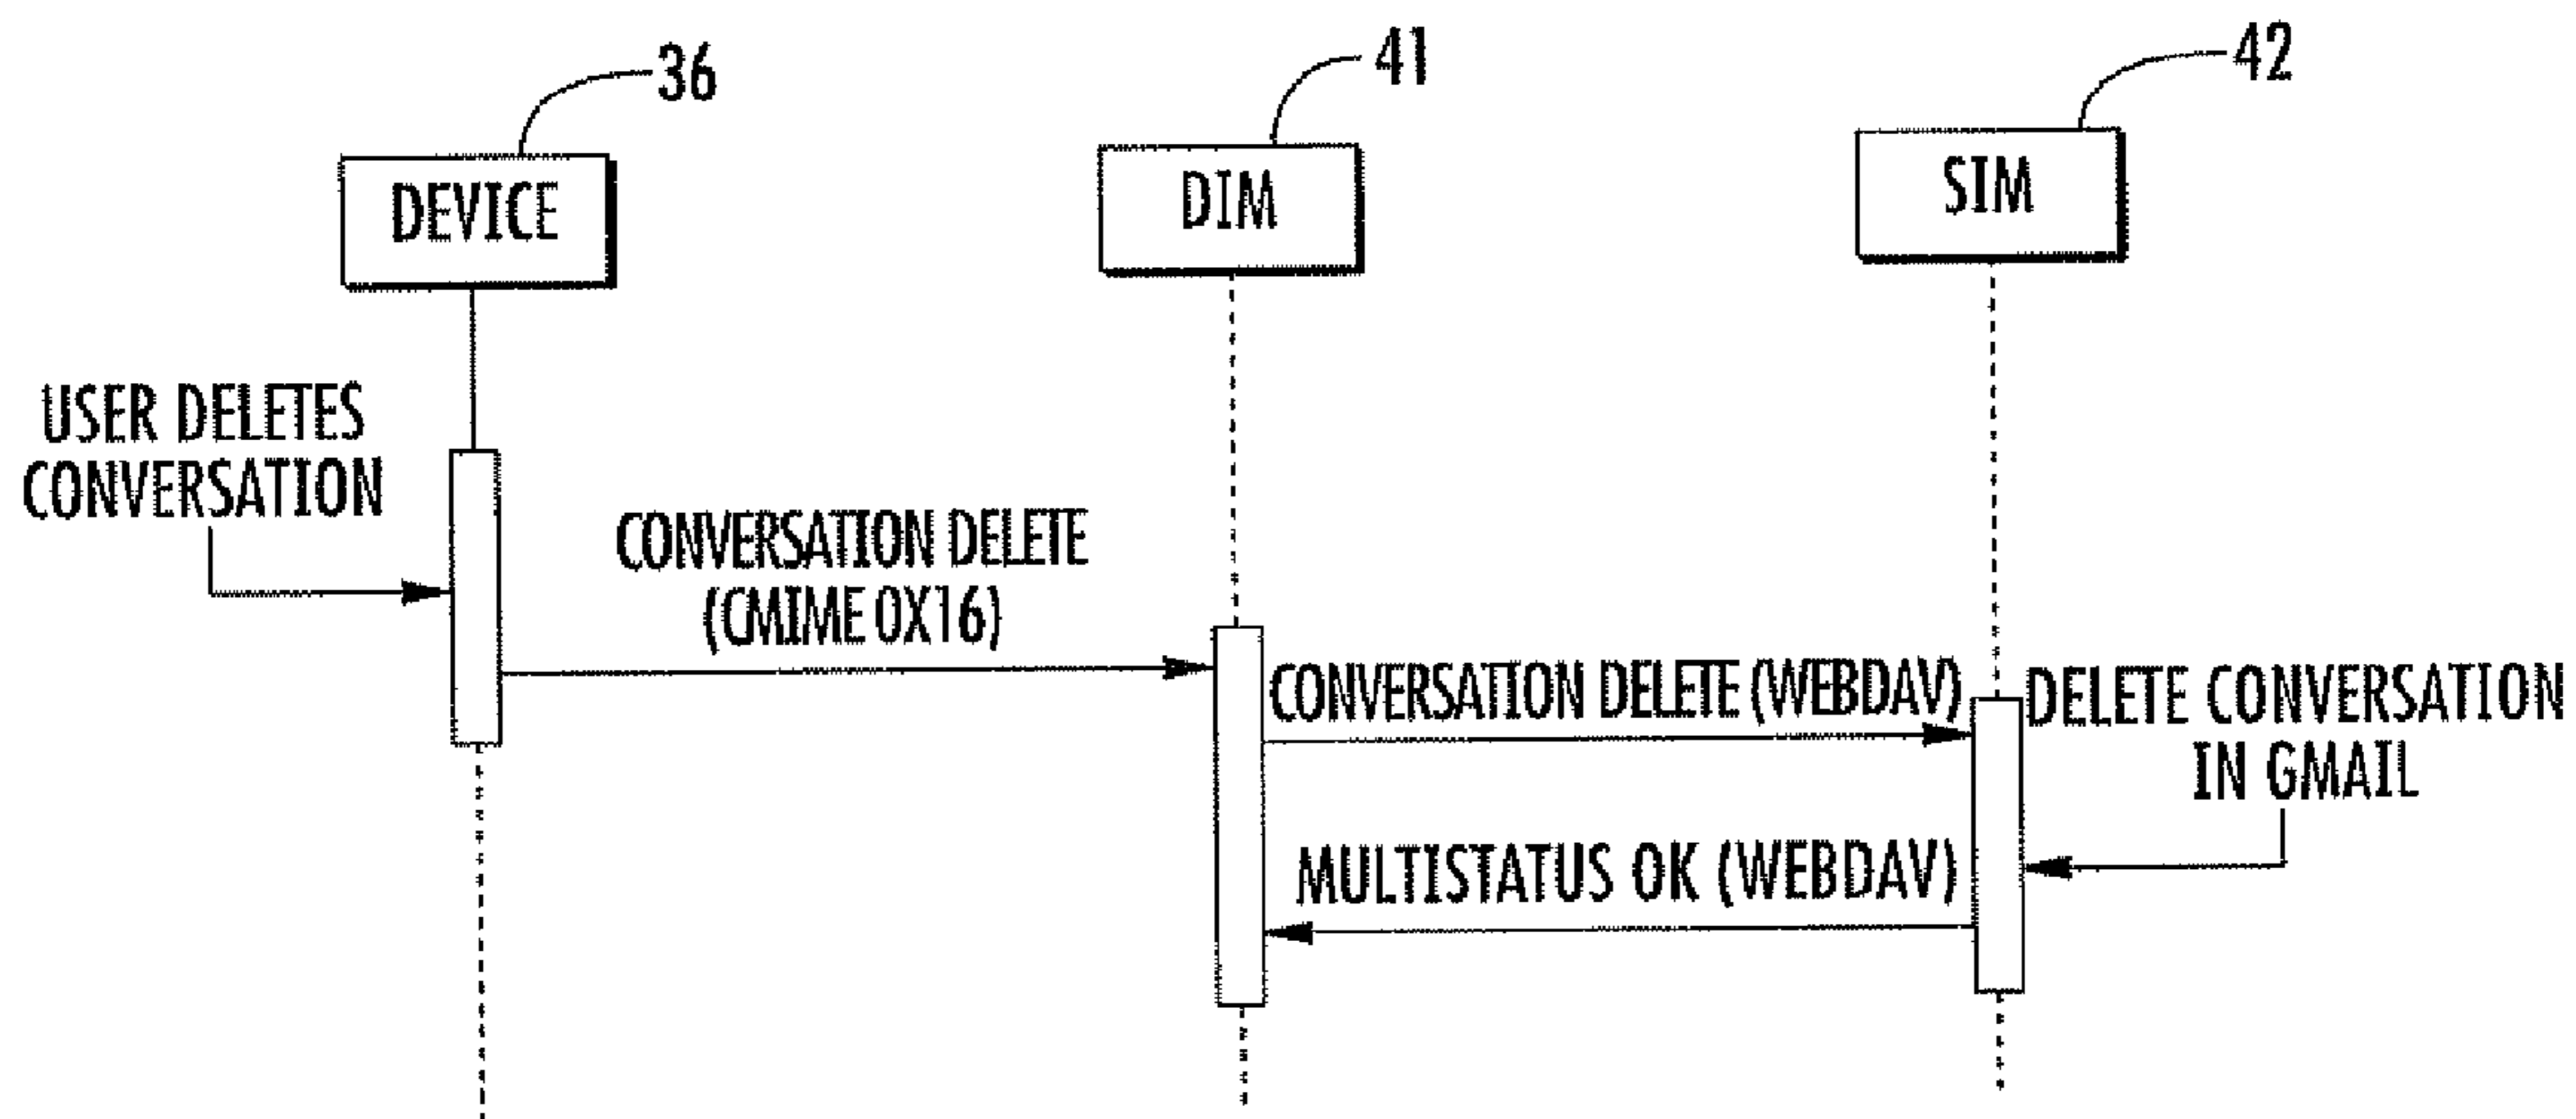 36
41
42
DEVICE
DIM
SIM
USER DELETES
CONVERSATION
CONVERSATION DELETE
(CMIME 0X16)
CONVERSATION DELETE (WEBDAV)
DELETE CONVERSATION
IN GMAIL
MULTISTATUS OK (WEBDAV)